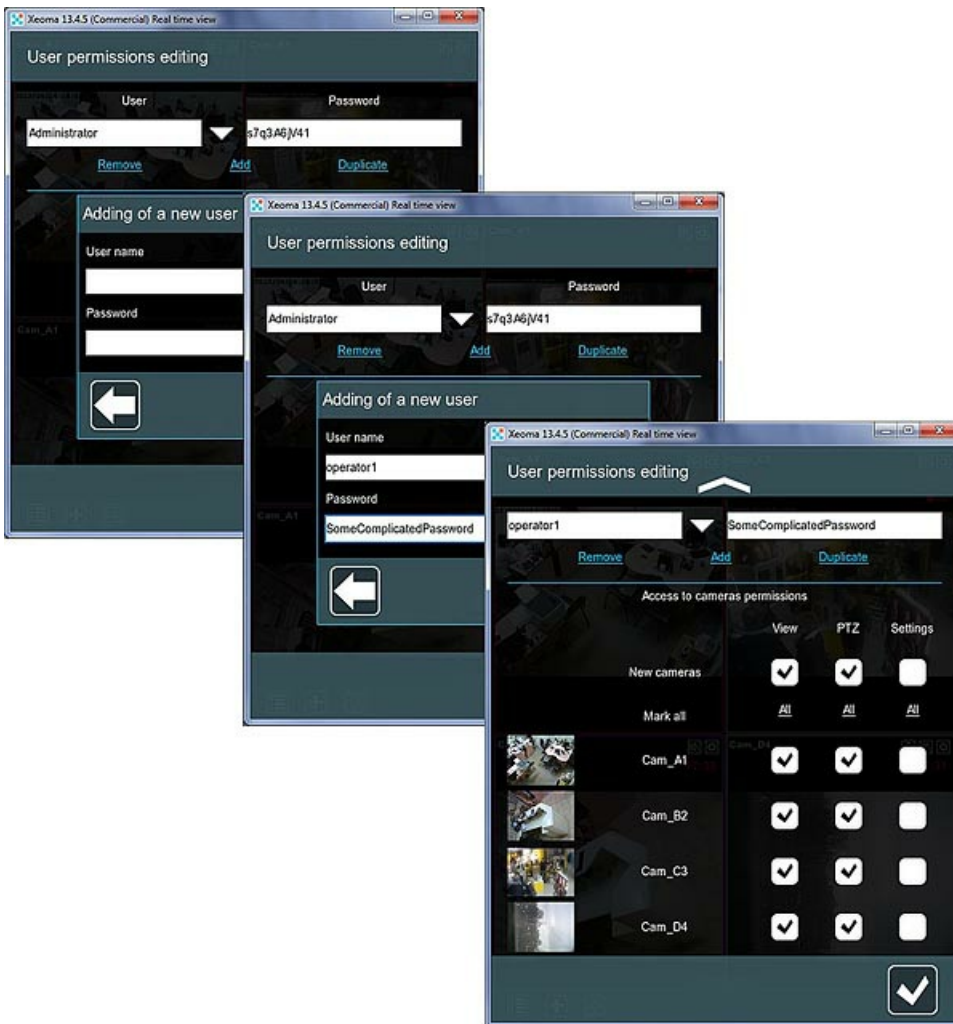 Xeoma 13.4.5 (Commercial) Real time view
User permissions editing
User Password
Administrator s7q3A6jV41
Remove Add Duplicate
Adding of a new user
User name
Password
Cam_A1
Xeoma 13.4.5 (Commercial) Real time view
User permissions editing
User Password
Administrator s7q3A6jV41
Remove Add Duplicate
Adding of a new user
User name
operator1
Password
SomeComplicatedPassword
Cam_A1
Xeoma 13.4.5 (Commercial) Real time view
User permissions editing
operator1 SomeComplicatedPassword
Remove Add Duplicate
Access to cameras permissions
View PTZ Settings
New cameras
Mark all All All All
Cam_D4
Cam_A1
Cam_B2
Cam_C3
Cam_D4